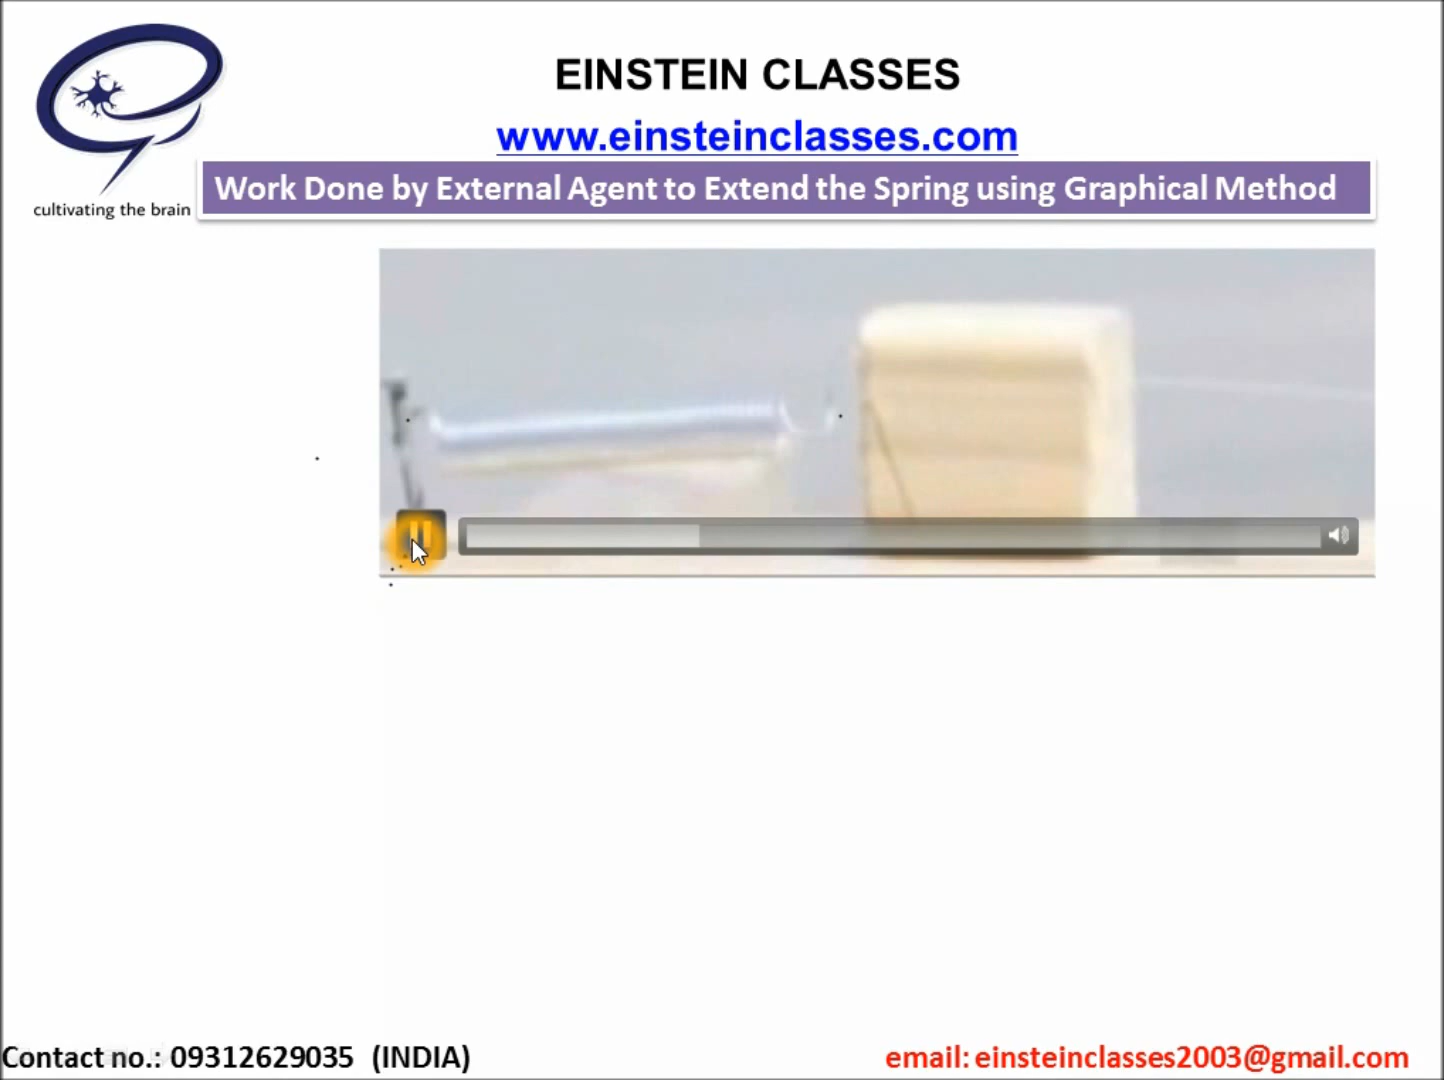 EINSTEIN CLASSES
www.einsteinclasses.com
Work Done by External Agent to Extend the Spring using Graphical Method
cultivating the brain
Contact no.: 09312629035 (INDIA)
email: einsteinclasses2003@gmail.com